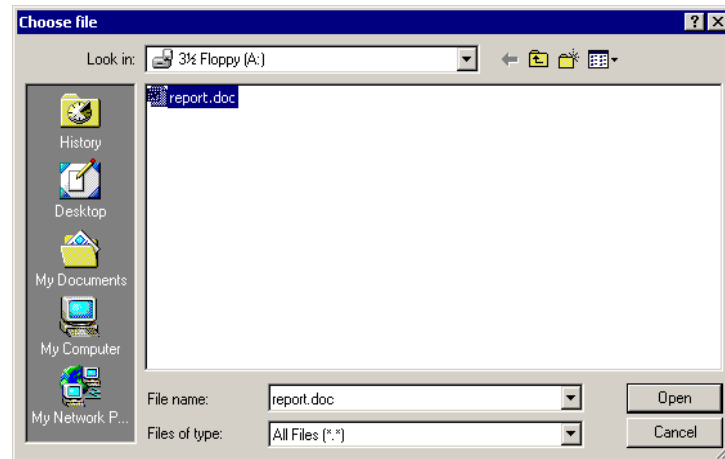 Choose file
Look in: 3½ Floppy (A:)
report.doc
History
Desktop
My Documents
My Computer
My Network P...
File name: report.doc Open
Files of type: All Files (*.*) Cancel